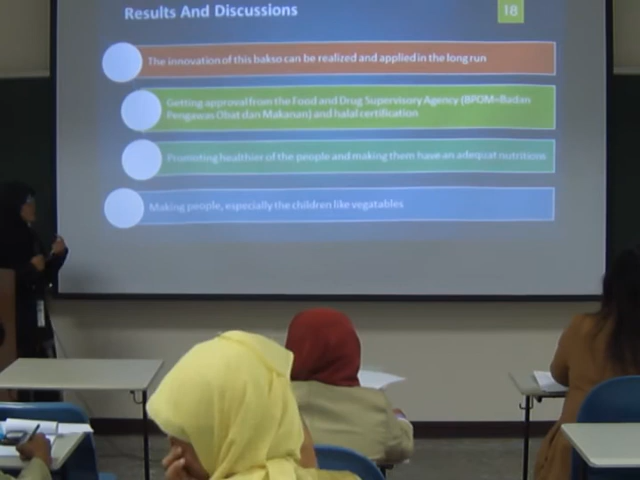 Results And Discussions
18
The innovation of this bakso can be realized and applied in the long run
Getting approval from the Food and Drug Supervisory Agency (BPOM=Badan
Pengawas Obat dan Makanan) and halal certification
Promoting healthier of the people and making them have an adequat nutritions
Making people, especially the children like vegatables